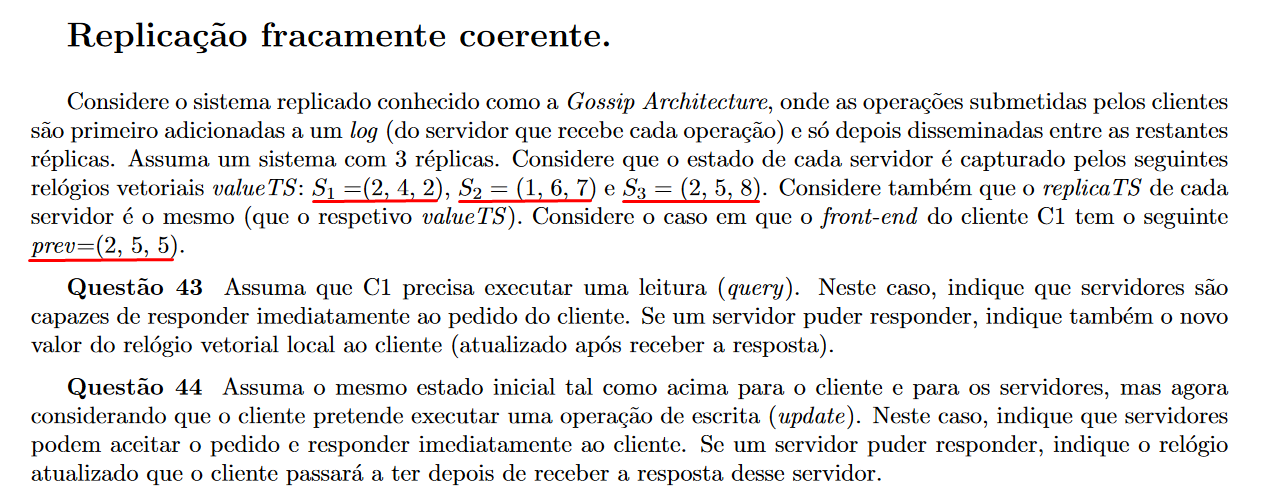 Replicação fracamente coerente.
Considere o sistema replicado conhecido como a Gossip Architecture, onde as operações submetidas pelos clientes
são primeiro adicionadas a um log (do servidor que recebe cada operação) e só depois disseminadas entre as restantes
réplicas. Assuma um sistema com 3 réplicas. Considere que o estado de cada servidor é capturado pelos seguintes
relógios vetoriais valueTS: S₁ =(2, 4, 2), S₂ = (1, 6, 7) e S₃ = (2, 5, 8). Considere também que o replicaTS de cada
servidor é o mesmo (que o respetivo valueTS). Considere o caso em que o front-end do cliente C1 tem o seguinte
prev=(2, 5, 5).
Questão 43 Assuma que C1 precisa executar uma leitura (query). Neste caso, indique que servidores são
capazes de responder imediatamente ao pedido do cliente. Se um servidor puder responder, indique também o novo
valor do relógio vetorial local ao cliente (atualizado após receber a resposta).
Questão 44 Assuma o mesmo estado inicial tal como acima para o cliente e para os servidores, mas agora
considerando que o cliente pretende executar uma operação de escrita (update). Neste caso, indique que servidores
podem aceitar o pedido e responder imediatamente ao cliente. Se um servidor puder responder, indique o relógio
atualizado que o cliente passará a ter depois de receber a resposta desse servidor.